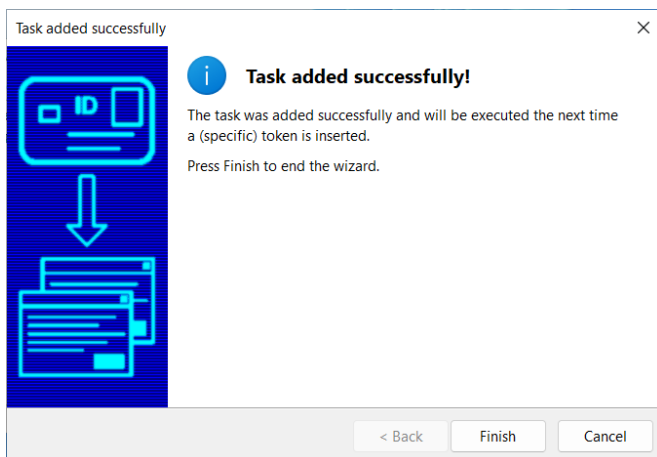 Task added successfully
ID
Task added successfully!
The task was added successfully and will be executed the next time
a (specific) token is inserted.
Press Finish to end the wizard.
< Back
Finish
Cancel